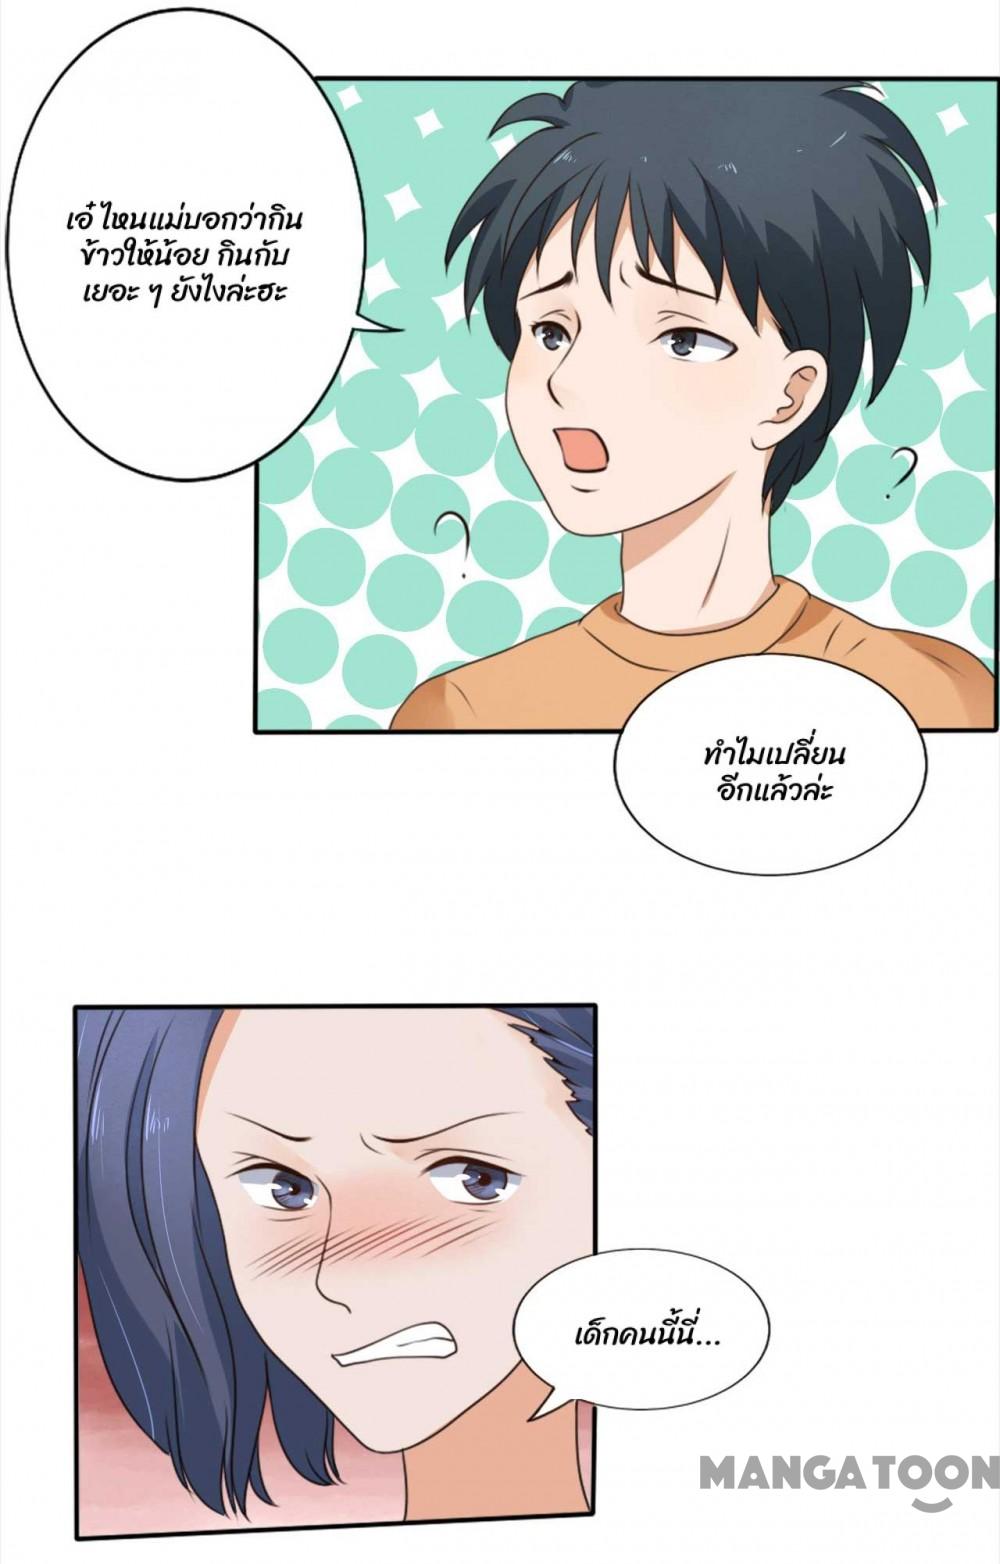 เอ๋ ไหนแม่บอกว่ากิน
ข้าวให้น้อย กินกับ
เยอะ ๆ ยังไงล่ะฮะ
ทำไมเปลี่ยน
อีกแล้วล่ะ
เด็กคนนี้นี่...
MANGATOON